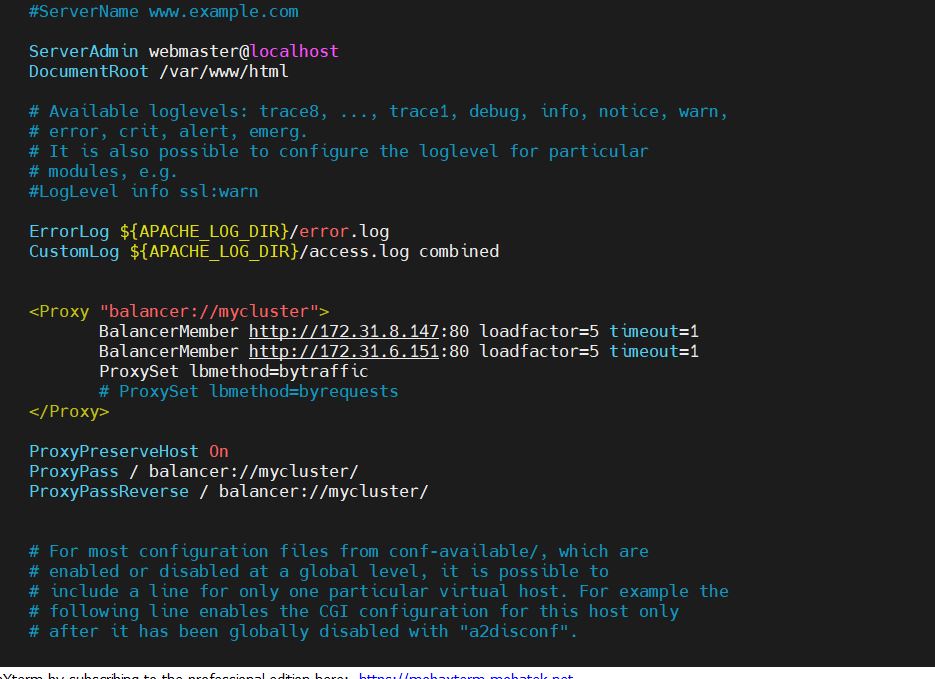 #ServerName www.example.com
ServerAdmin webmaster@localhost
DocumentRoot /var/www/html
# Available loglevels: trace8, ..., trace1, debug, info, notice, warn,
# error, crit, alert, emerg.
# It is also possible to configure the loglevel for particular
# modules, e.g.
#LogLevel info ssl:warn
ErrorLog ${APACHE_LOG_DIR}/error.log
CustomLog ${APACHE_LOG_DIR}/access.log combined
<Proxy "balancer://mycluster">
BalancerMember http://172.31.8.147:80 loadfactor=5 timeout=1
BalancerMember http://172.31.6.151:80 loadfactor=5 timeout=1
ProxySet lbmethod=bytraffic
# ProxySet lbmethod=byrequests
</Proxy>
ProxyPreserveHost On
ProxyPass / balancer://mycluster/
ProxyPassReverse / balancer://mycluster/
# For most configuration files from conf-available/, which are
# enabled or disabled at a global level, it is possible to
# include a line for only one particular virtual host. For example the
# following line enables the CGI configuration for this host only
# after it has been globally disabled with "a2disconf".
by subscribing to the professional edition here: https://mobaxterm.mobatek.net